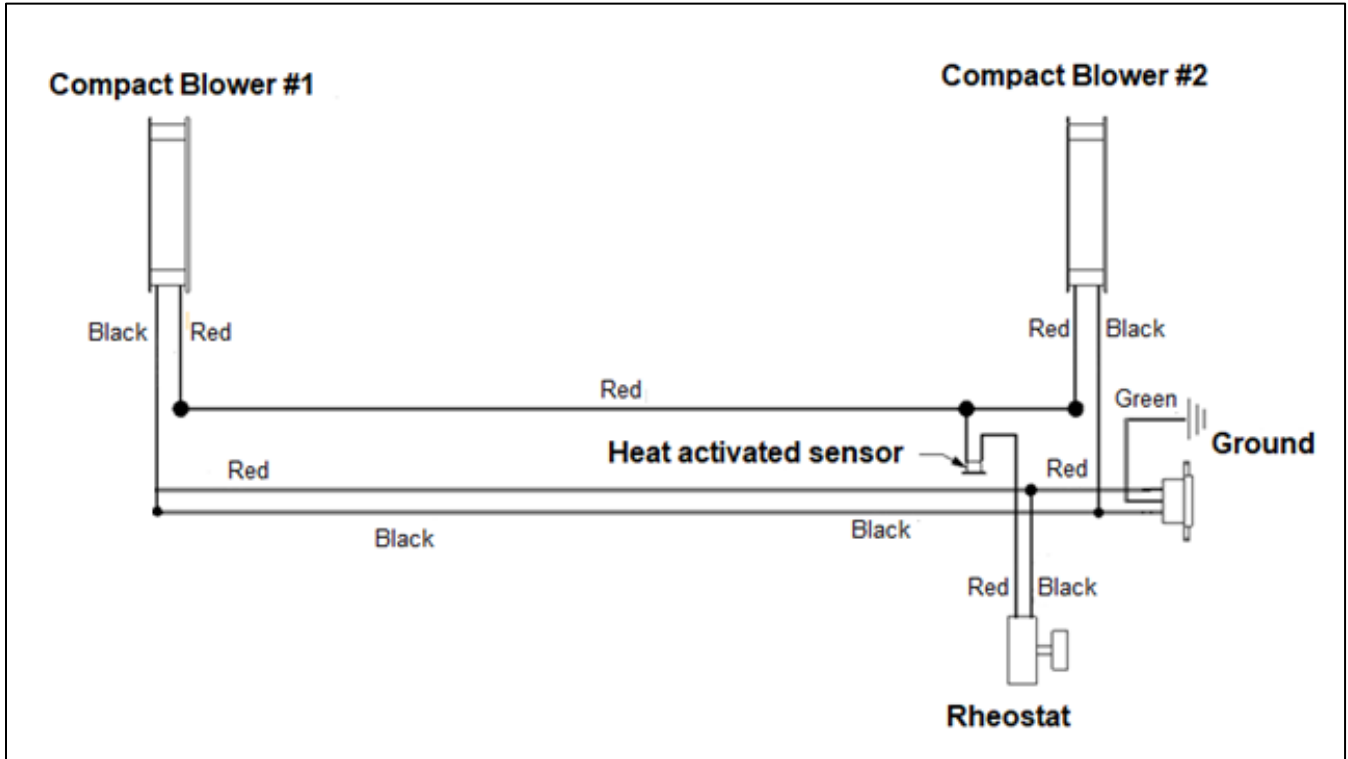 Compact Blower #1
Compact Blower #2
Black
Red
Red
Black
Red
Green
Ground
Heat activated sensor
Red
Red
Black
Black
Red
Black
Rheostat